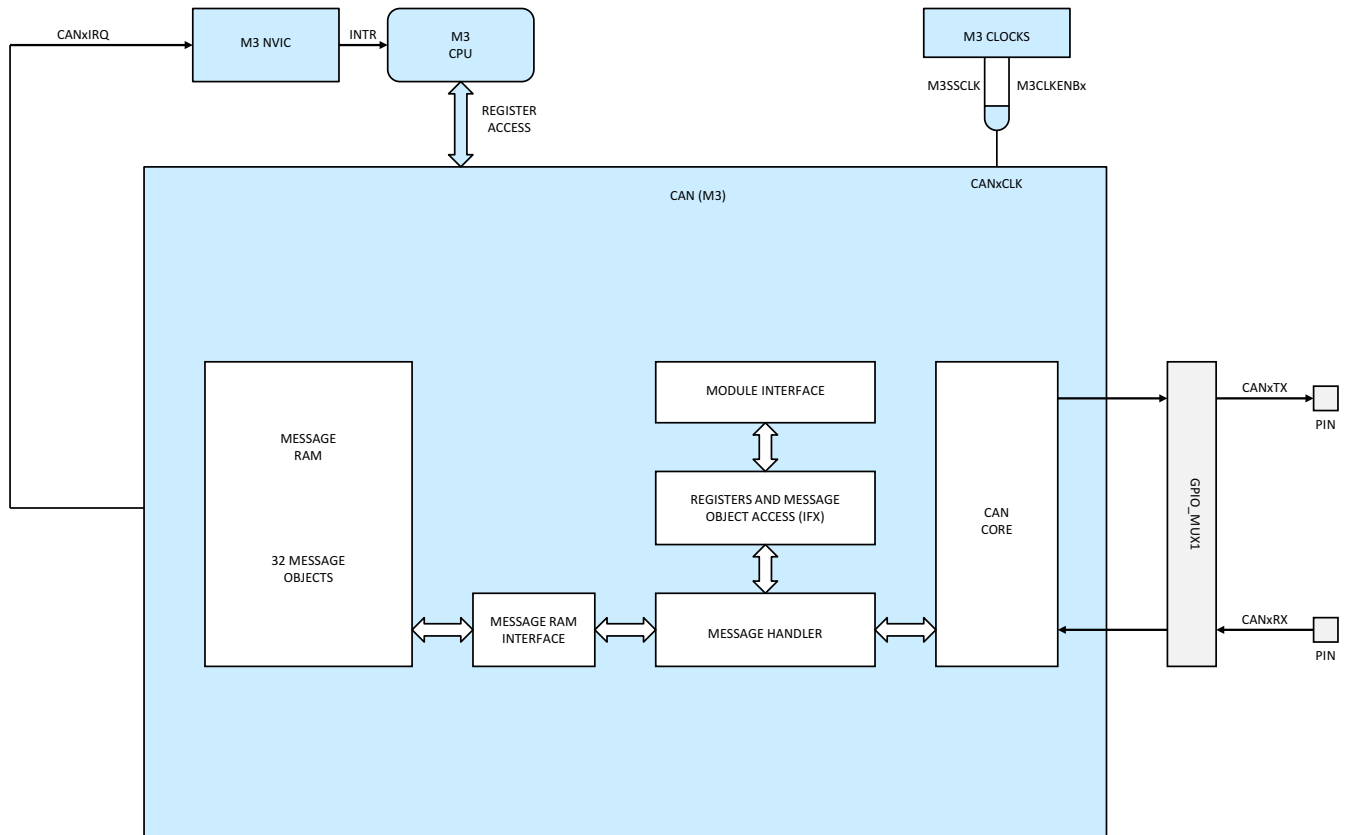 CANxIRQ
M3 NVIC
INTR
M3
CPU
M3 CLOCKS
M3SSCLK
M3CLKENBx
REGISTER
ACCESS
CAN (M3)
CANxCLK
MESSAGE
RAM
32 MESSAGE
OBJECTS
MESSAGE RAM
INTERFACE
MODULE INTERFACE
REGISTERS AND MESSAGE
OBJECT ACCESS (IFX)
MESSAGE HANDLER
CAN
CORE
GPIO_MUX1
CANxTX
PIN
CANxRX
PIN